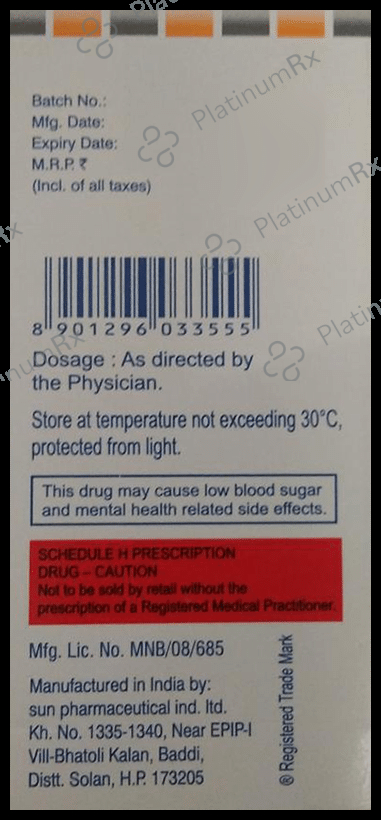 PlatinumRx
Batch No.:
Mfg. Date:
Expiry Date:
M.R.P. ₹
(Incl. of all taxes)
PlatinumRx
8 901296 033555
Dosage : As directed by
the Physician.
Store at temperature not exceeding 30°C,
protected from light.
This drug may cause low blood sugar
and mental health related side effects.
SCHEDULE H PRESCRIPTION
DRUG – CAUTION
Not to be sold by retail without the
prescription of a Registered Medical Practitioner.
Mfg. Lic. No. MNB/08/685
Manufactured in India by:
sun pharmaceutical ind. ltd.
Kh. No. 1335-1340, Near EPIP-I
Vill-Bhatoli Kalan, Baddi,
Distt. Solan, H.P. 173205
® Registered Trade Mark